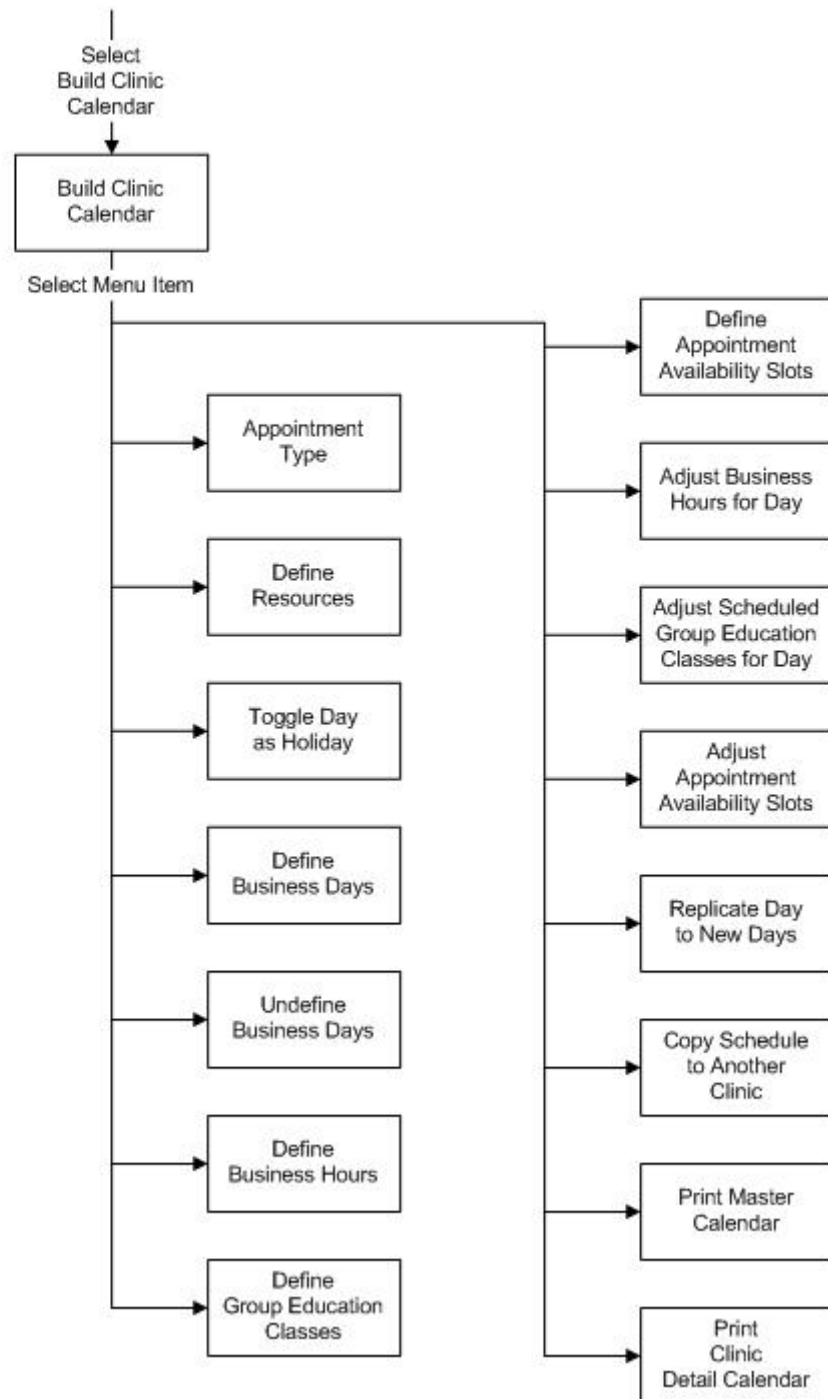 Select
Build Clinic
Calendar
Build Clinic
Calendar
Select Menu Item
Appointment
Type
Define
Resources
Toggle Day
as Holiday
Define
Business Days
Undefine
Business Days
Define
Business Hours
Define
Group Education
Classes
Define
Appointment
Availability Slots
Adjust Business
Hours for Day
Adjust Scheduled
Group Education
Classes for Day
Adjust
Appointment
Availability Slots
Replicate Day
to New Days
Copy Schedule
to Another
Clinic
Print Master
Calendar
Print
Clinic
Detail Calendar